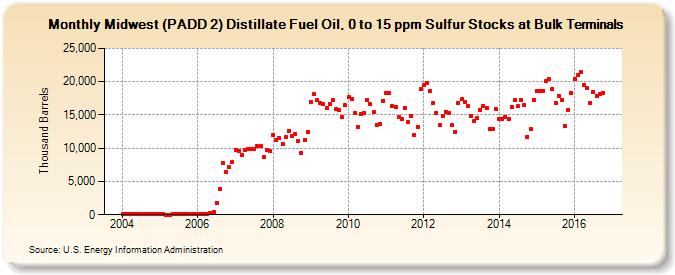 Monthly Midwest (PADD 2) Distillate Fuel Oil, 0 to 15 ppm Sulfur Stocks at Bulk Terminals
Thousand Barrels
25,000
20,000
15,000
10,000
5,000
0
2004 2006 2008 2010 2012 2014 2016
Source: U.S. Energy Information Administration